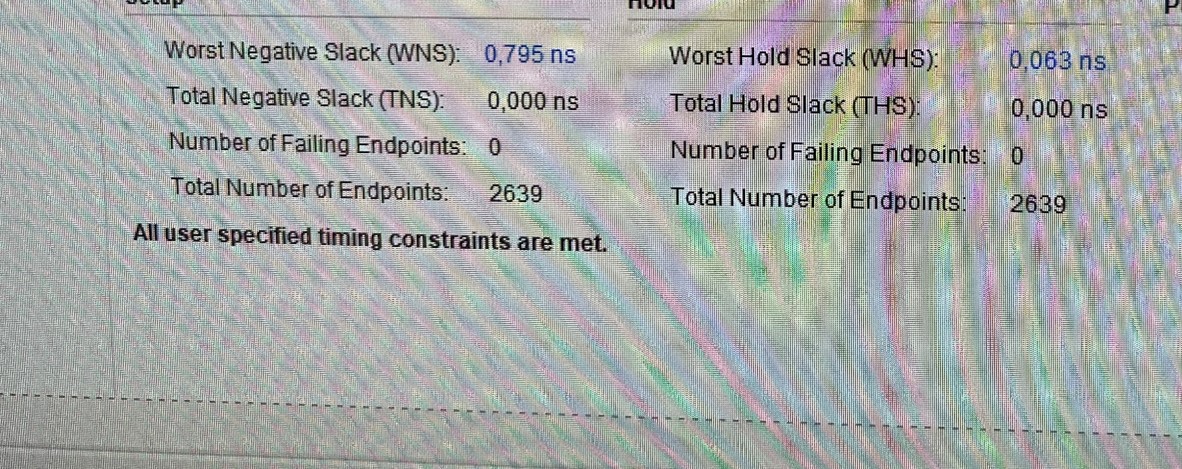 Setup
Hold
Worst Negative Slack (WNS): 0,795 ns
Total Negative Slack (TNS): 0,000 ns
Number of Failing Endpoints: 0
Total Number of Endpoints: 2639
All user specified timing constraints are met.
Worst Hold Slack (WHS): 0,063 ns
Total Hold Slack (THS): 0,000 ns
Number of Failing Endpoints: 0
Total Number of Endpoints: 2639